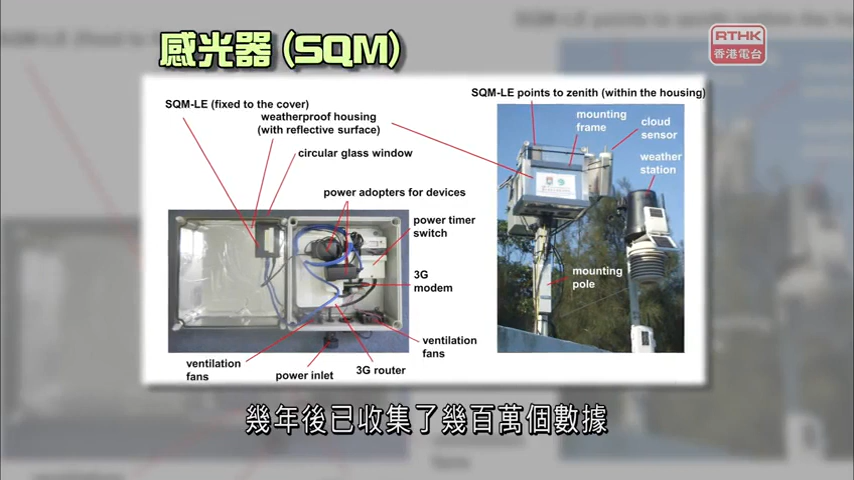 感光器(SQM)
RTHK
香港電台
SQM-LE (fixed to the cover)
weatherproof housing
(with reflective surface)
circular glass window
power adopters for devices
power timer
switch
3G
modem
ventilation
fans
3G router
power inlet
ventilation
fans
SQM-LE points to zenith (within the housing)
mounting
frame
cloud
sensor
weather
station
mounting
pole
幾年後已收集了幾百萬個數據